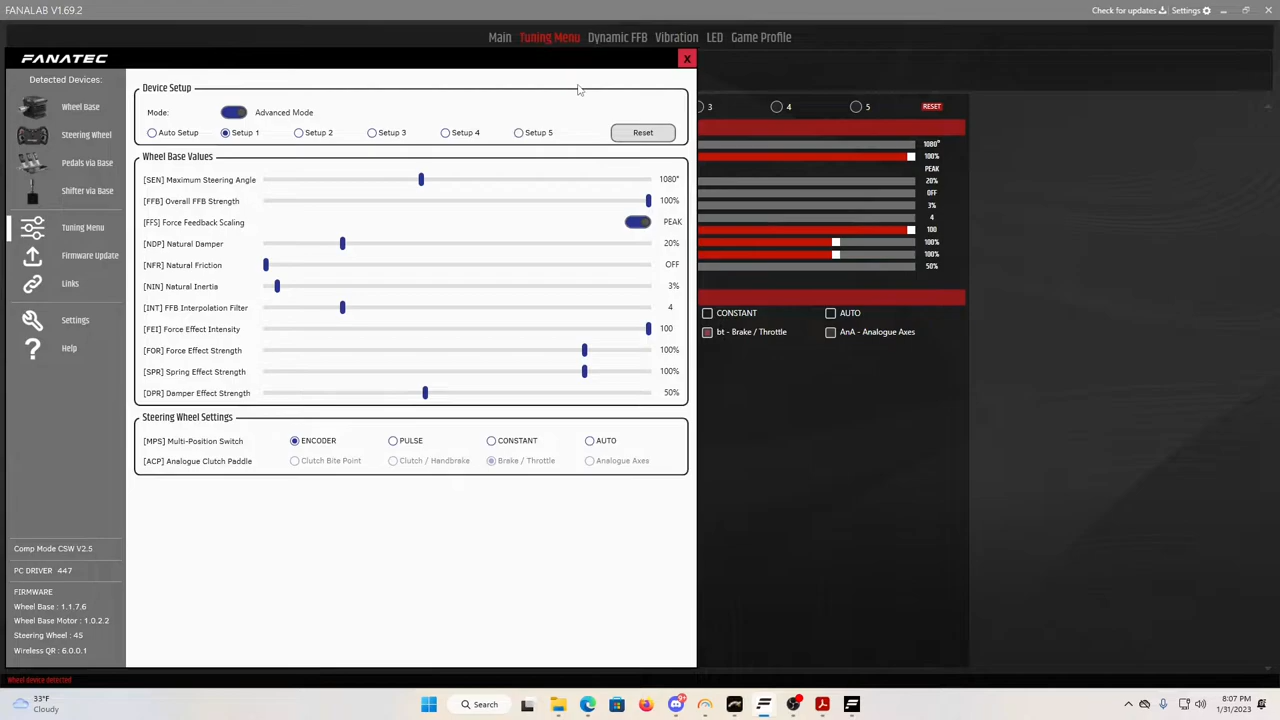 FANALAB V1.69.2
Check for updates
Settings
Main
Tuning Menu
Dynamic FFB
Vibration
LED
Game Profile
FANATEC
X
Detected Devices:
Wheel Base
Steering Wheel
Pedals via Base
Shifter via Base
Tuning Menu
Firmware Update
Links
Settings
Help
Comp Mode CSW V2.5
PC DRIVER 447
FIRMWARE
Wheel Base : 1.1.7.6
Wheel Base Motor : 1.0.2.2
Steering Wheel : 45
Wireless QR : 6.0.0.1
Device Setup
Mode: Advanced Mode
Auto Setup Setup 1 Setup 2 Setup 3 Setup 4 Setup 5 Reset
Wheel Base Values
[SEN] Maximum Steering Angle 1080°
[FFB] Overall FFB Strength 100%
[FFS] Force Feedback Scaling PEAK
[NDP] Natural Damper 20%
[NFR] Natural Friction OFF
[NIN] Natural Inertia 3%
[INT] FFB Interpolation Filter 4
[FEI] Force Effect Intensity 100
[FOR] Force Effect Strength 100%
[SPR] Spring Effect Strength 100%
[DPR] Damper Effect Strength 50%
Steering Wheel Settings
[MPS] Multi-Position Switch ENCODER PULSE CONSTANT AUTO
[ACP] Analogue Clutch Paddle Clutch Bite Point Clutch / Handbrake Brake / Throttle Analogue Axes
3 4 5 RESET
1080°
100%
PEAK
20%
OFF
3%
4
100
100%
100%
50%
CONSTANT AUTO
bt - Brake / Throttle AnA - Analogue Axes
Wheel device detected
33°F
Cloudy
Search
9+
8:07 PM
1/31/2023